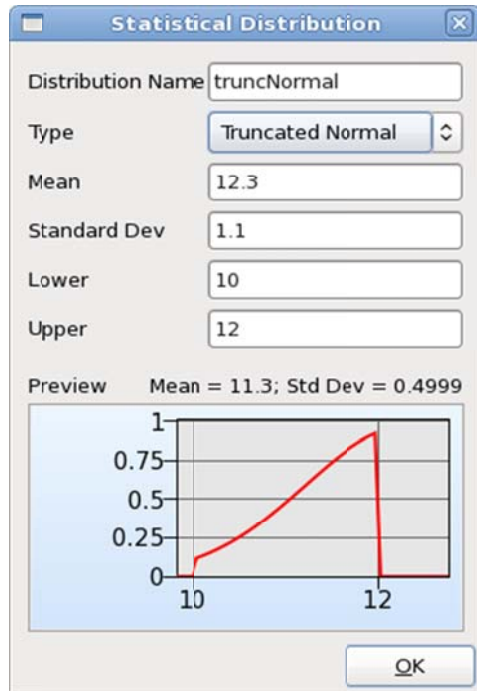 Statistical Distribution
Distribution Name truncNormal
Type Truncated Normal
Mean 12.3
Standard Dev 1.1
Lower 10
Upper 12
Preview Mean = 11.3; Std Dev = 0.4999
1
0.75
0.5
0.25
0
10 12
OK